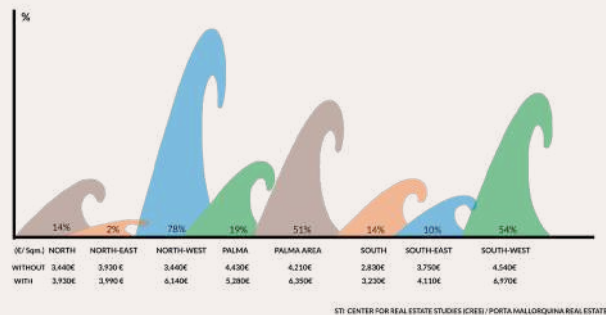 %
14% 2% 78% 19% 51% 14% 10% 54%
(€/ Sqm.) NORTH NORTH-EAST NORTH-WEST PALMA PALMA AREA SOUTH SOUTH-EAST SOUTH-WEST
WITHOUT 3,440€ 3,930 € 3,440€ 4,430€ 4,210€ 2.830€ 3,750€ 4,540€
WITH 3,930€ 3,990 € 6,140€ 5,280€ 6,350€ 3,230€ 4,110€ 6,970€
STI CENTER FOR REAL ESTATE STUDIES (CRES) / PORTA MALLORQUINA REAL ESTATE